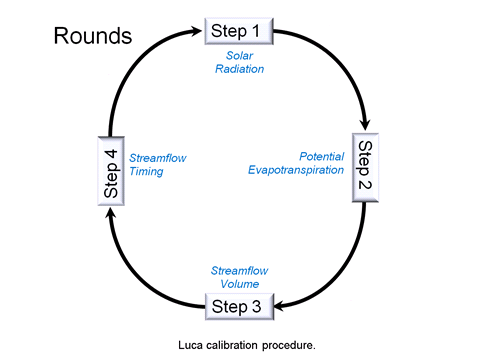 Rounds
Step 1
Solar
Radiation
Step 2
Potential
Evapotranspiration
Step 3
Streamflow
Volume
Step 4
Streamflow
Timing
Luca calibration procedure.